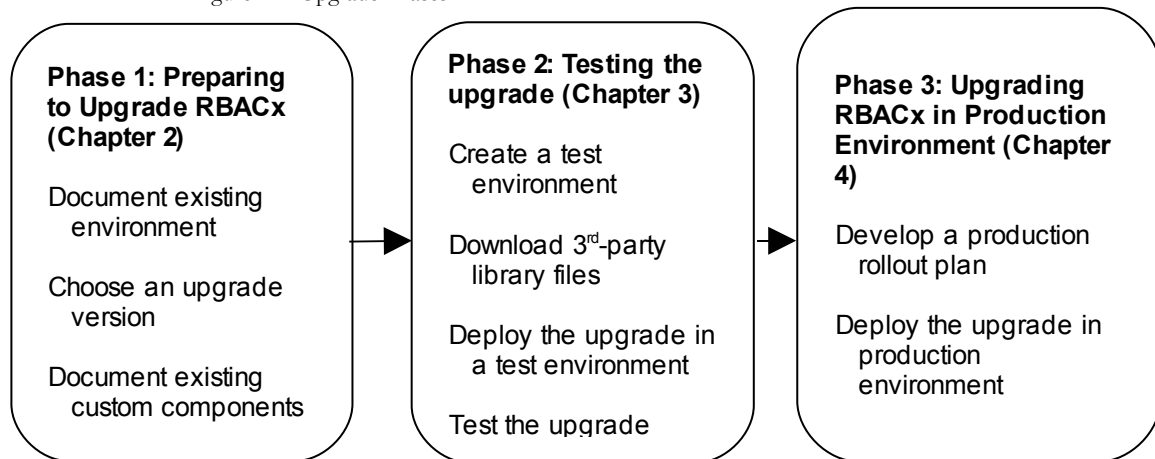 Phase 1: Preparing
to Upgrade RBACx
(Chapter 2)
Document existing
environment
Choose an upgrade
version
Document existing
custom components
Phase 2: Testing the
upgrade (Chapter 3)
Create a test
environment
Download 3rd-party
library files
Deploy the upgrade in
a test environment
Test the upgrade
Phase 3: Upgrading
RBACx in Production
Environment (Chapter
4)
Develop a production
rollout plan
Deploy the upgrade in
production
environment